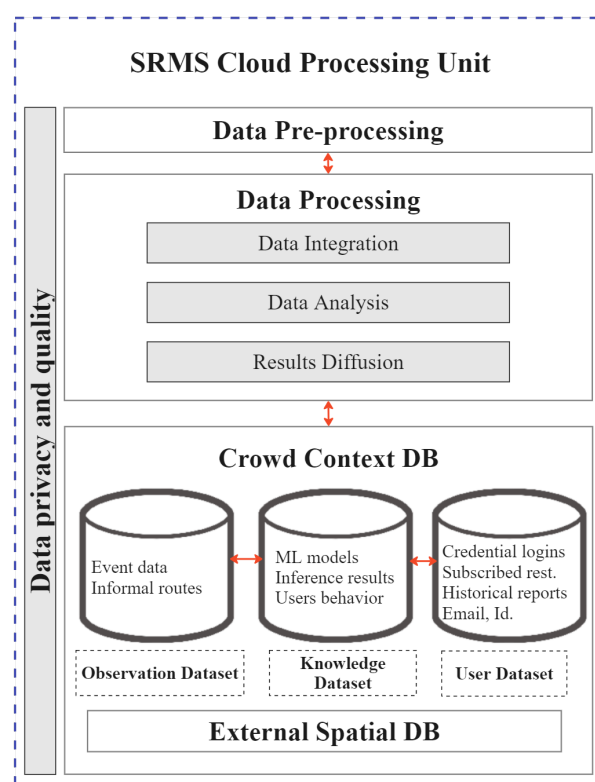 SRMS Cloud Processing Unit
Data privacy and quality
Data Pre-processing
Data Processing
Data Integration
Data Analysis
Results Diffusion
Crowd Context DB
Event data
Informal routes
ML models
Inference results
Users behavior
Credential logins
Subscribed rest.
Historical reports
Email, Id.
Observation Dataset
Knowledge
Dataset
User Dataset
External Spatial DB